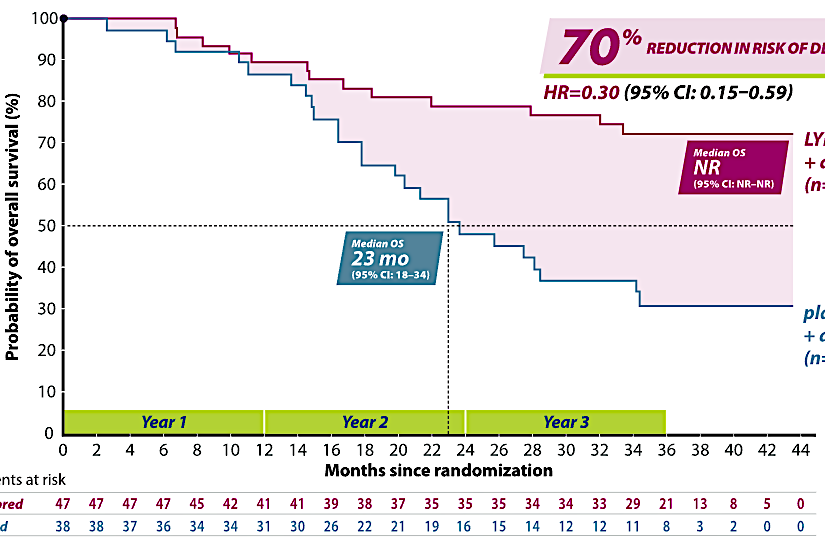 100
90
80
70
60
50
40
30
20
10
0
Probability of overall survival (%)
70% REDUCTION IN RISK OF DE
HR=0.30 (95% CI: 0.15–0.59)
Median OS
NR
(95% CI: NR–NR)
LY
+ c
(n=
Median OS
23 mo
(95% CI: 18–34)
pla
+ c
(n=
Year 1 Year 2 Year 3
0 2 4 6 8 10 12 14 16 18 20 22 24 26 28 30 32 34 36 38 40 42 44
Months since randomization
ents at risk
ored 47 47 47 47 45 42 41 41 39 38 37 35 35 35 34 34 33 29 21 13 8 5 0
d 38 38 37 36 34 34 31 30 26 22 21 19 16 15 14 12 12 11 8 3 2 0 0